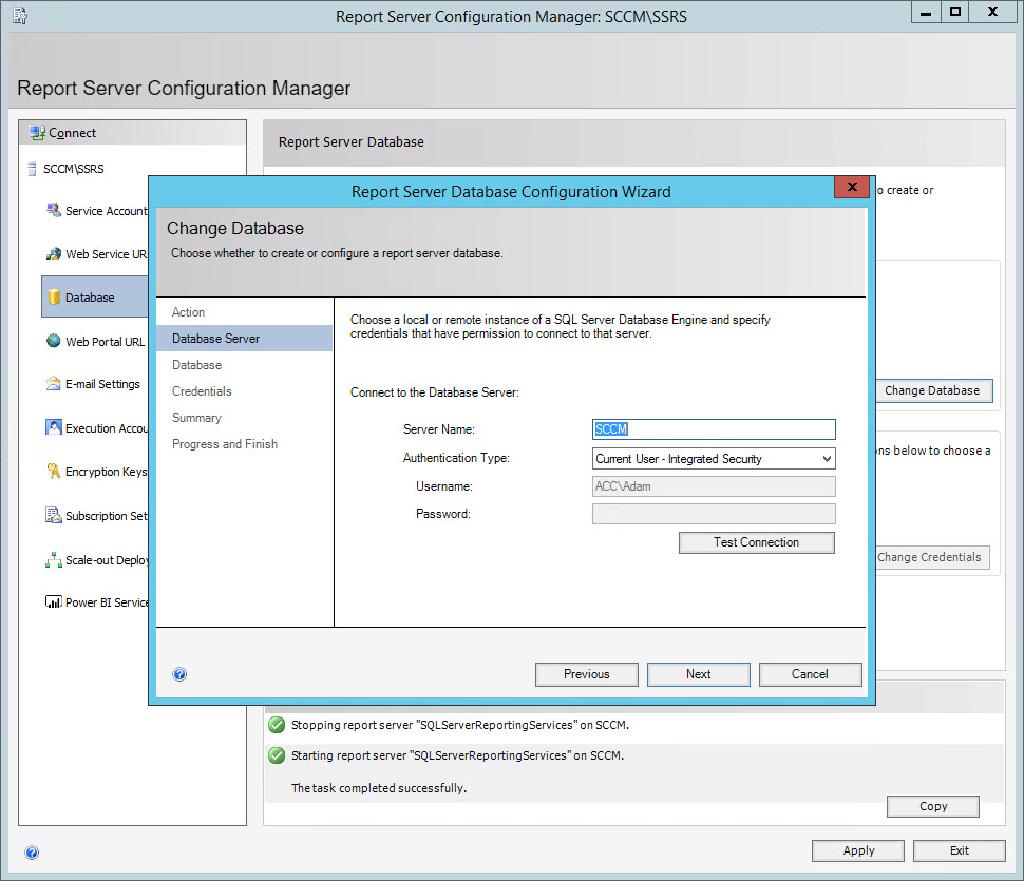 Report Server Configuration Manager: SCCM\SSRS
Report Server Configuration Manager
Connect
SCCM\SSRS
Service Account
Web Service UR
Database
Web Portal URL
E-mail Settings
Execution Accou
Encryption Keys
Subscription Set
Scale-out Deploy
Power BI Service
Report Server Database
o create or
Change Database
ons below to choose a
Change Credentials
Report Server Database Configuration Wizard
Change Database
Choose whether to create or configure a report server database.
Action
Database Server
Database
Credentials
Summary
Progress and Finish
Choose a local or remote instance of a SQL Server Database Engine and specify
credentials that have permission to connect to that server.
Connect to the Database Server:
Server Name: SCCM
Authentication Type: Current User - Integrated Security
Username: ACC\Adam
Password:
Test Connection
Previous Next Cancel
Stopping report server "SQLServerReportingServices" on SCCM.
Starting report server "SQLServerReportingServices" on SCCM.
The task completed successfully.
Copy
Apply Exit